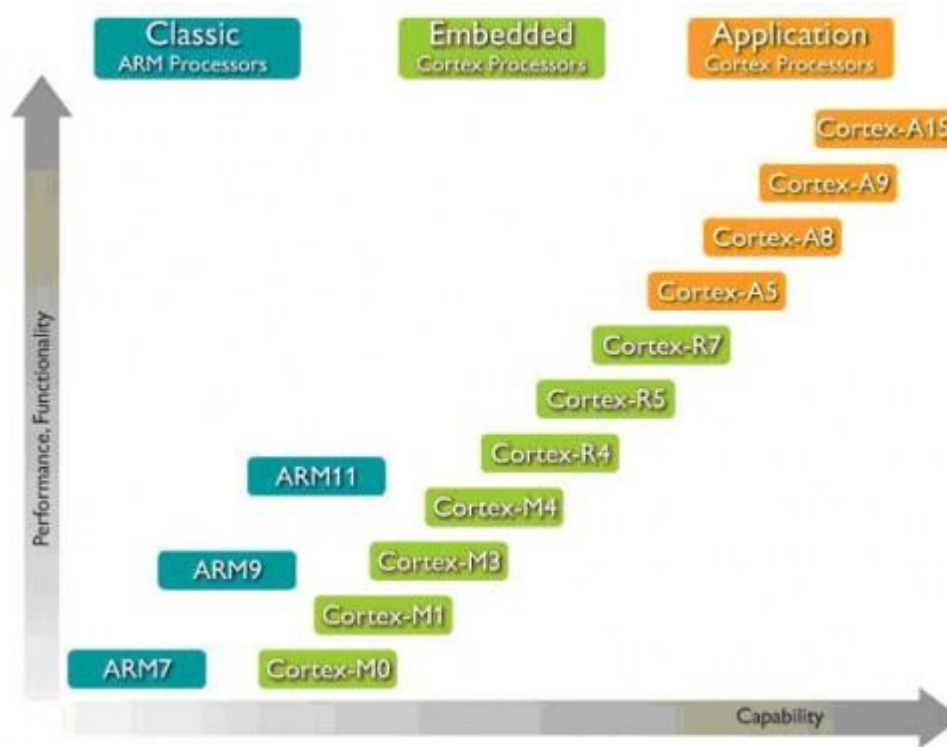 Classic
ARM Processors
Embedded
Cortex Processors
Application
Cortex Processors
Cortex-A15
Cortex-A9
Cortex-A8
Cortex-A5
Cortex-R7
Cortex-R5
Cortex-R4
ARM11
Cortex-M4
ARM9
Cortex-M3
Cortex-M1
ARM7
Cortex-M0
Performance, Functionality
Capability